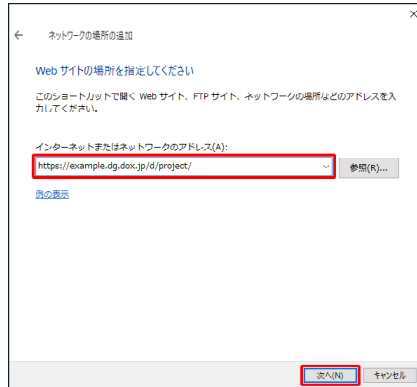 ネットワークの場所の追加
Web サイトの場所を指定してください
このショートカットで開く Web サイト、FTP サイト、ネットワークの場所などのアドレスを入
力してください。
インターネットまたはネットワークのアドレス(A):
https://example.dg.dox.jp/d/project/
参照(R)...
例の表示
次へ(N)
キャンセル